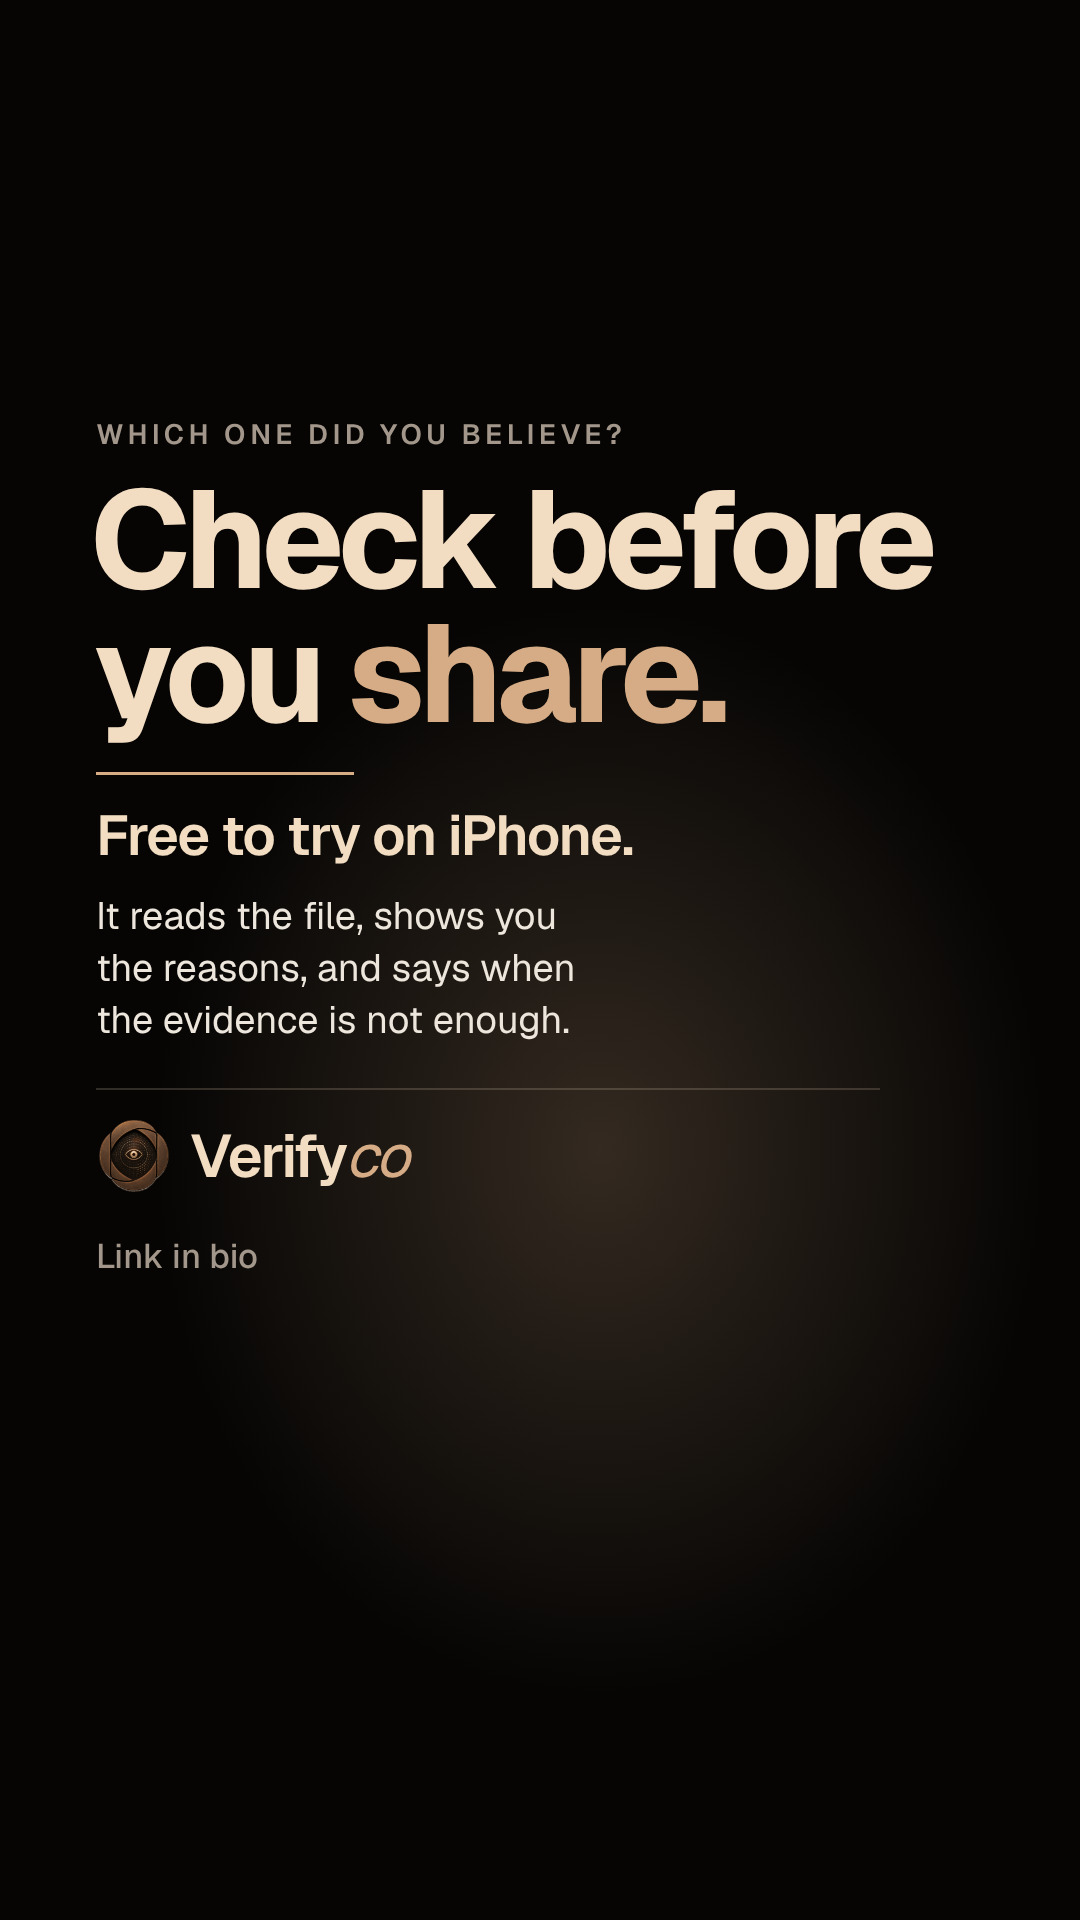 WHICH ONE DID YOU BELIEVE?
Check before
you share.
Free to try on iPhone.
It reads the file, shows you
the reasons, and says when
the evidence is not enough.
Verifyco
Link in bio